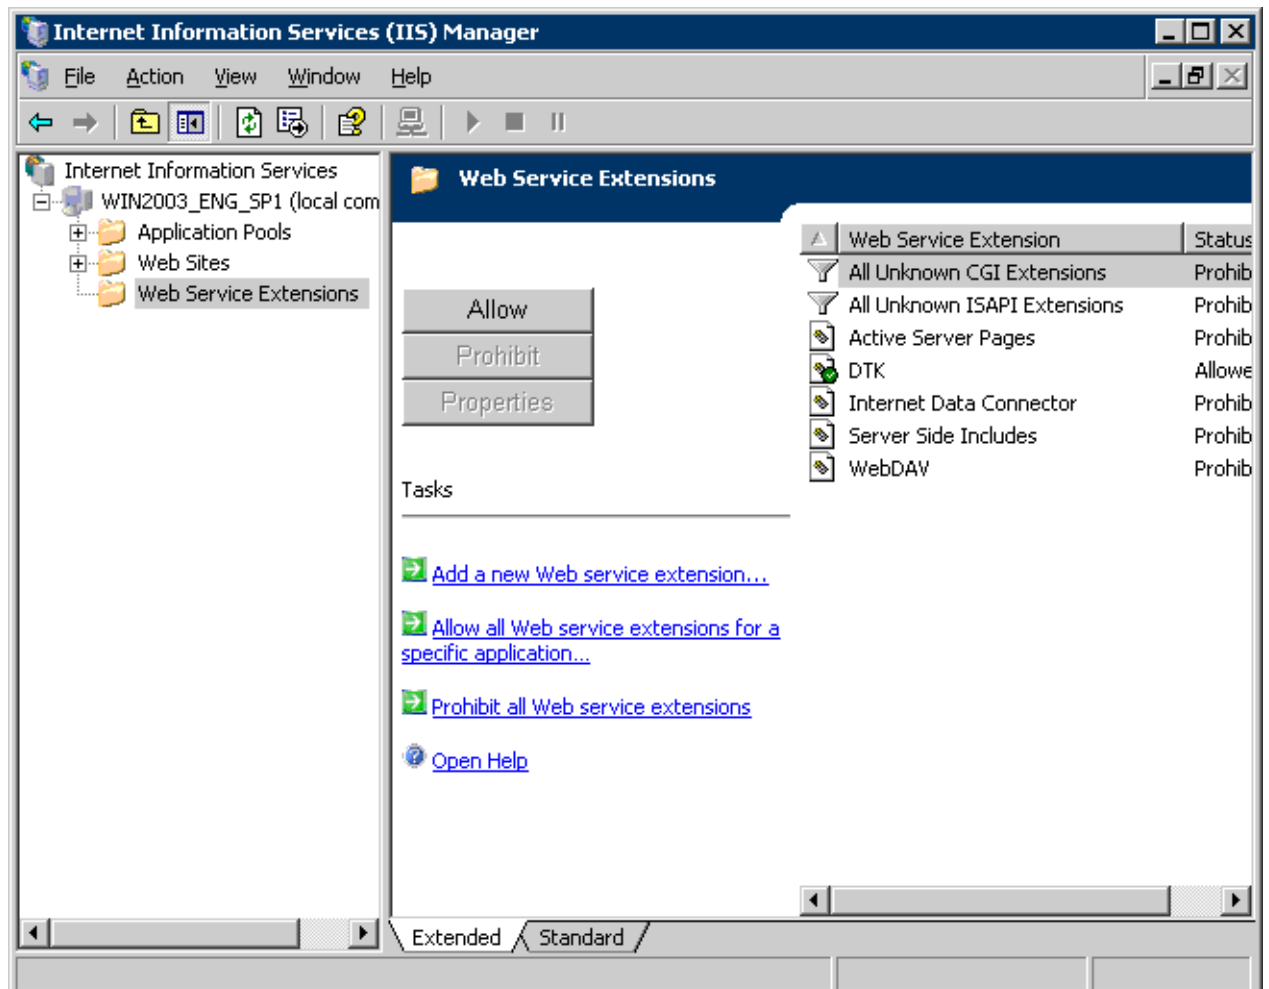 Internet Information Services (IIS) Manager
File Action View Window Help
Internet Information Services
WIN2003_ENG_SP1 (local com
Application Pools
Web Sites
Web Service Extensions
Web Service Extensions
Allow
Prohibit
Properties
Tasks
Add a new Web service extension...
Allow all Web service extensions for a
specific application...
Prohibit all Web service extensions
Open Help
Web Service Extension Status
All Unknown CGI Extensions Prohib
All Unknown ISAPI Extensions Prohib
Active Server Pages Prohib
DTK Allowe
Internet Data Connector Prohib
Server Side Includes Prohib
WebDAV Prohib
Extended Standard